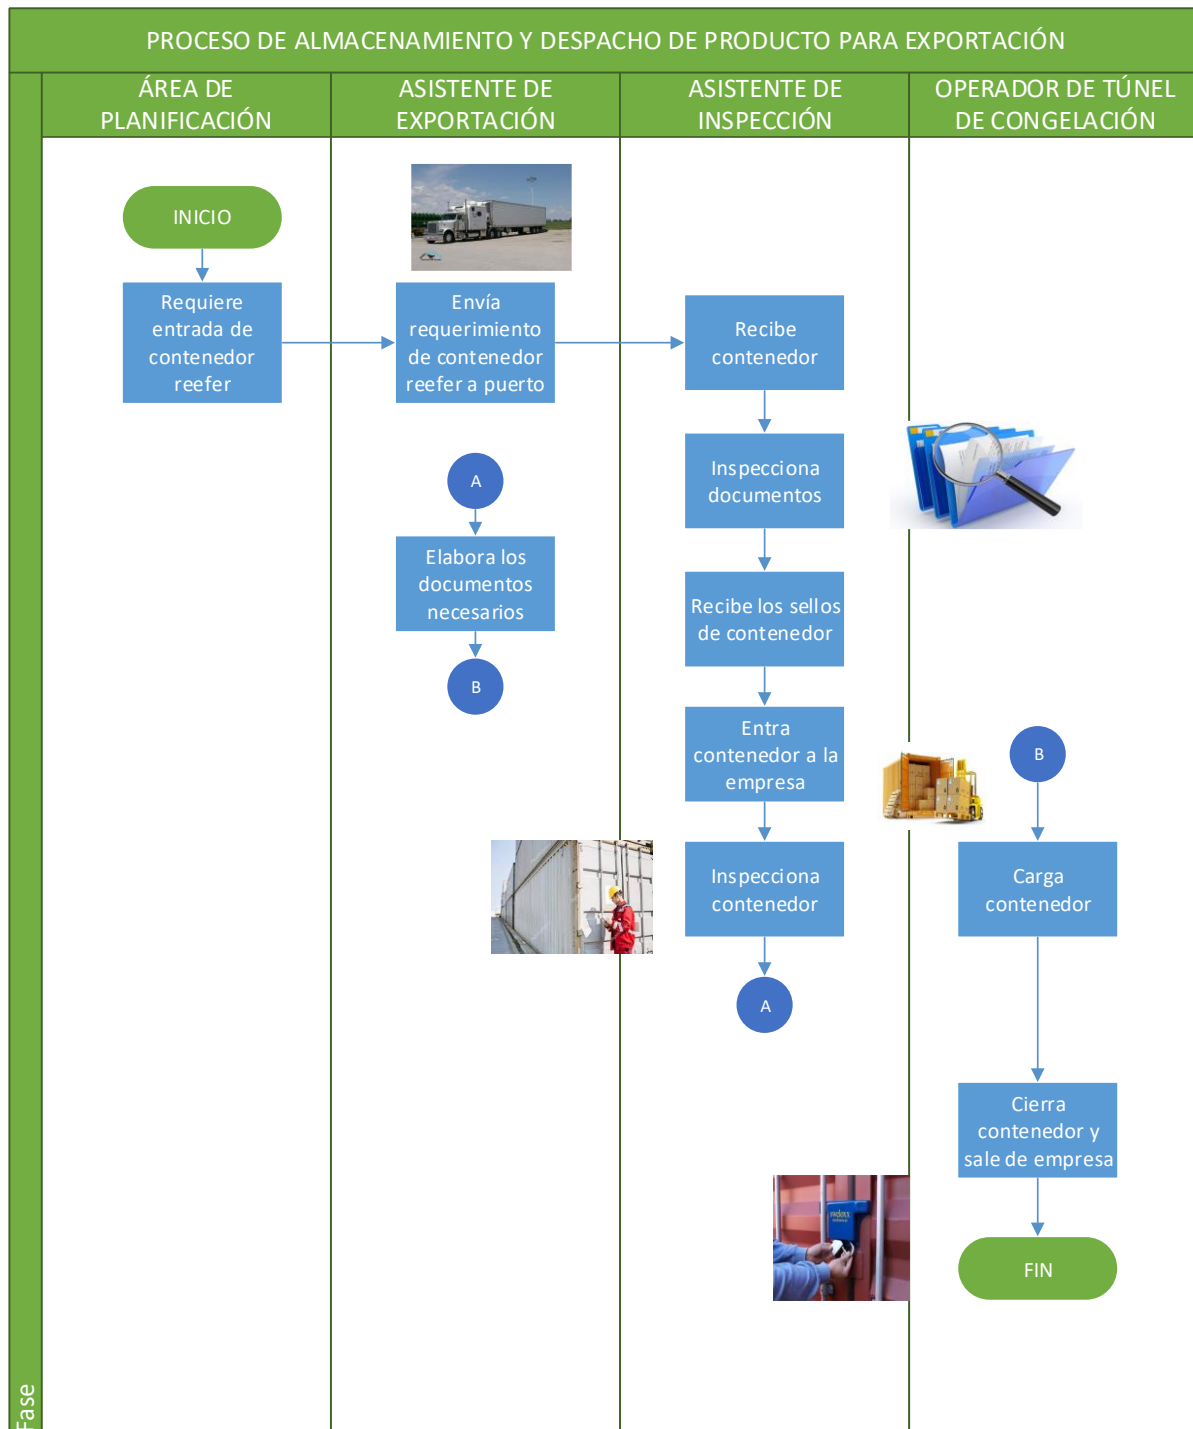 PROCESO DE ALMACENAMIENTO Y DESPACHO DE PRODUCTO PARA EXPORTACIÓN
ÁREA DE
PLANIFICACIÓN
ASISTENTE DE
EXPORTACIÓN
ASISTENTE DE
INSPECCIÓN
OPERADOR DE TÚNEL
DE CONGELACIÓN
INICIO
Requiere
entrada de
contenedor
reefer
Envía
requerimiento
de contenedor
reefer a puerto
Recibe
contenedor
Inspecciona
documentos
A
Elabora los
documentos
necesarios
B
Recibe los sellos
de contenedor
Entra
contenedor a la
empresa
Inspecciona
contenedor
A
B
Carga
contenedor
Cierra
contenedor y
sale de empresa
FIN
Fase